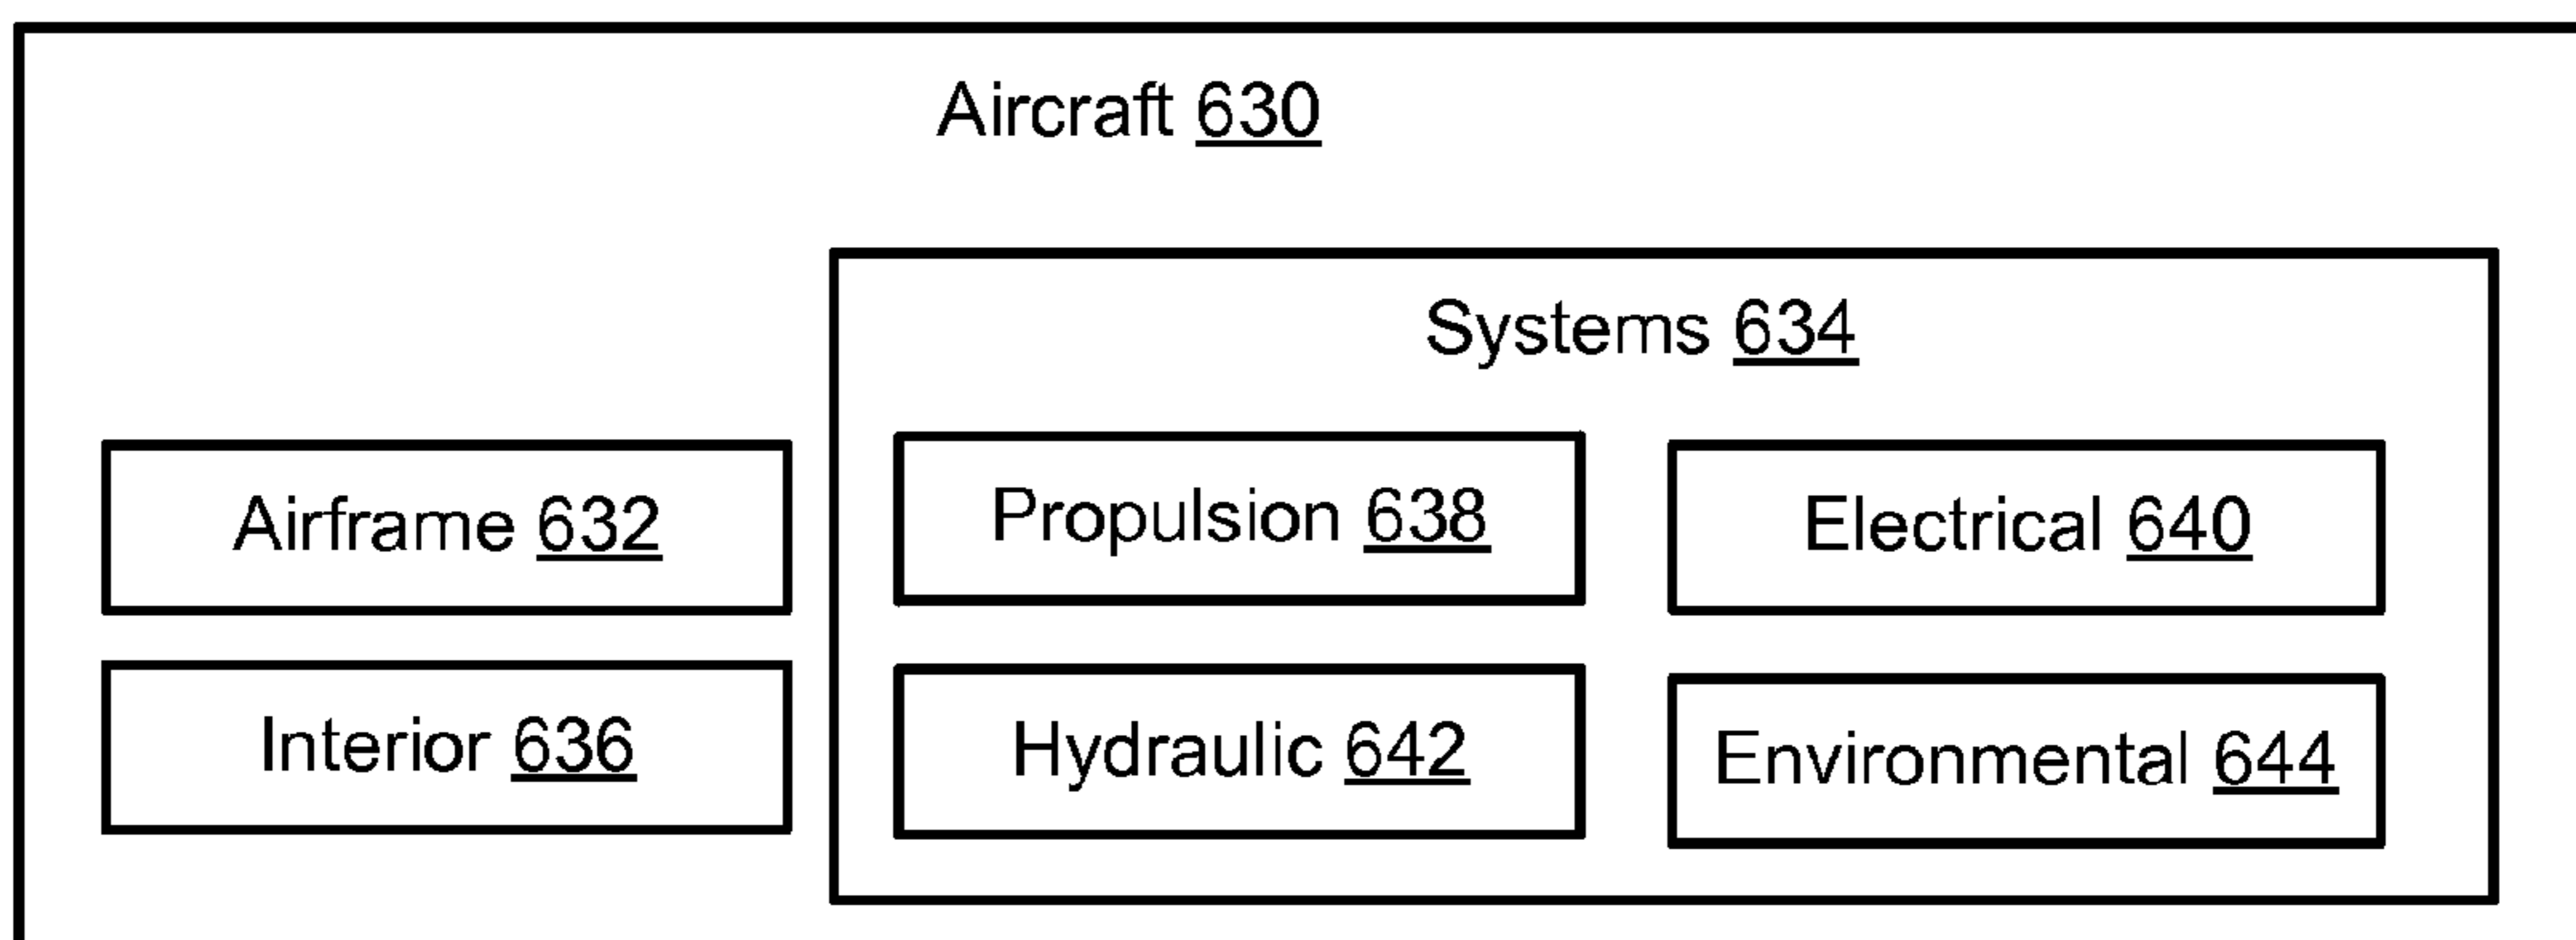 Aircraft 630
Systems 634
Airframe 632
Propulsion 638
Electrical 640
Interior 636
Hydraulic 642
Environmental 644